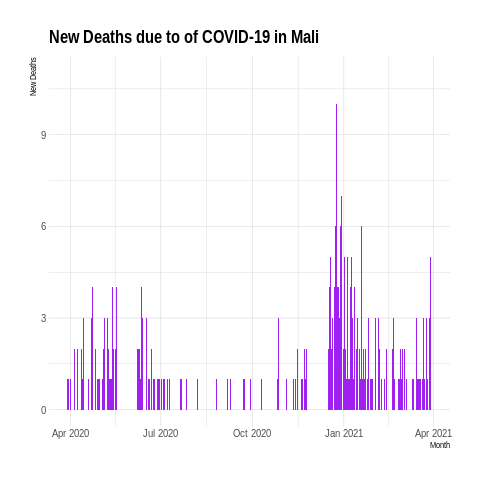 New Deaths due to of COVID-19 in Mali
New Deaths
9
6
3
0
Apr 2020 Jul 2020 Oct 2020 Jan 2021 Apr 2021
Month